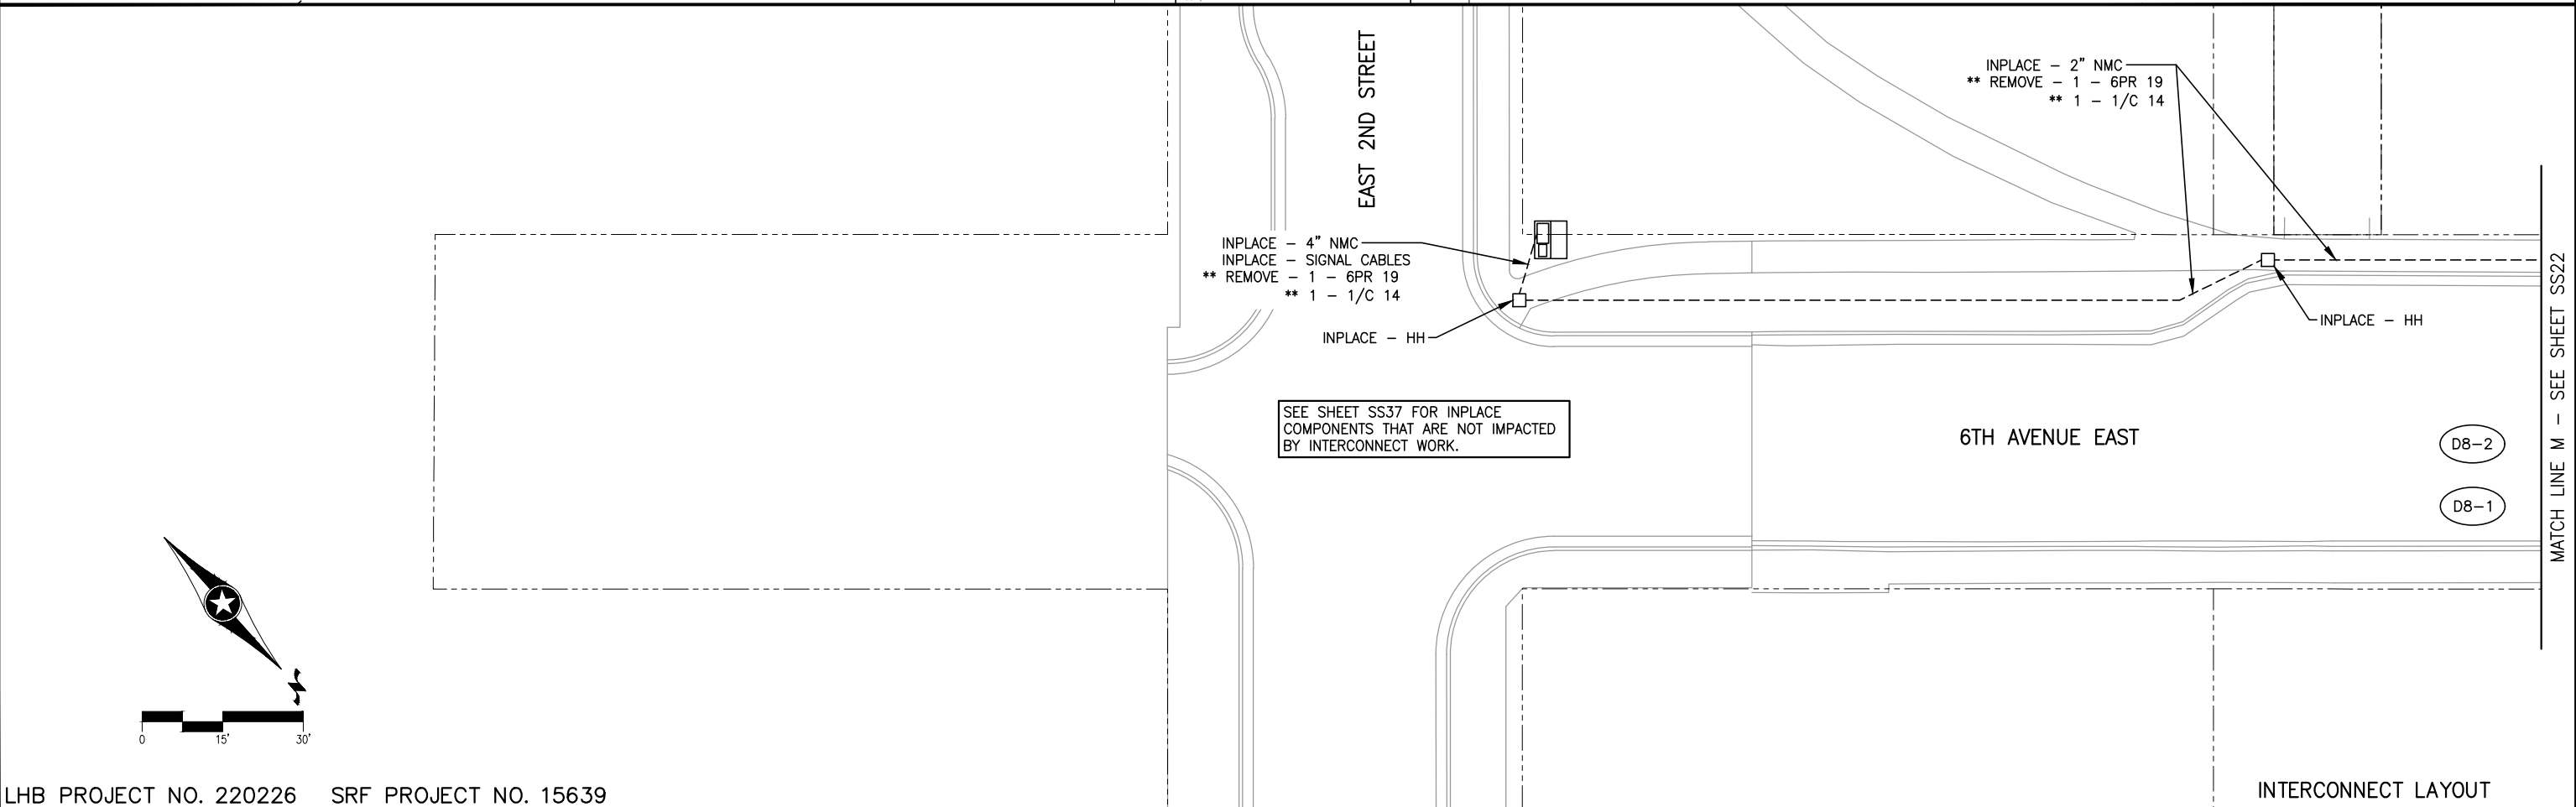 EAST 2ND STREET
INPLACE - 2" NMC
** REMOVE - 1 - 6PR 19
** 1 - 1/C 14
INPLACE - 4" NMC
INPLACE - SIGNAL CABLES
** REMOVE - 1 - 6PR 19
** 1 - 1/C 14
INPLACE - HH
INPLACE - HH
SEE SHEET SS37 FOR INPLACE
COMPONENTS THAT ARE NOT IMPACTED
BY INTERCONNECT WORK.
6TH AVENUE EAST
D8-2
D8-1
MATCH LINE M - SEE SHEET SS22
N
0 15' 30'
LHB PROJECT NO. 220226 SRF PROJECT NO. 15639
INTERCONNECT LAYOUT